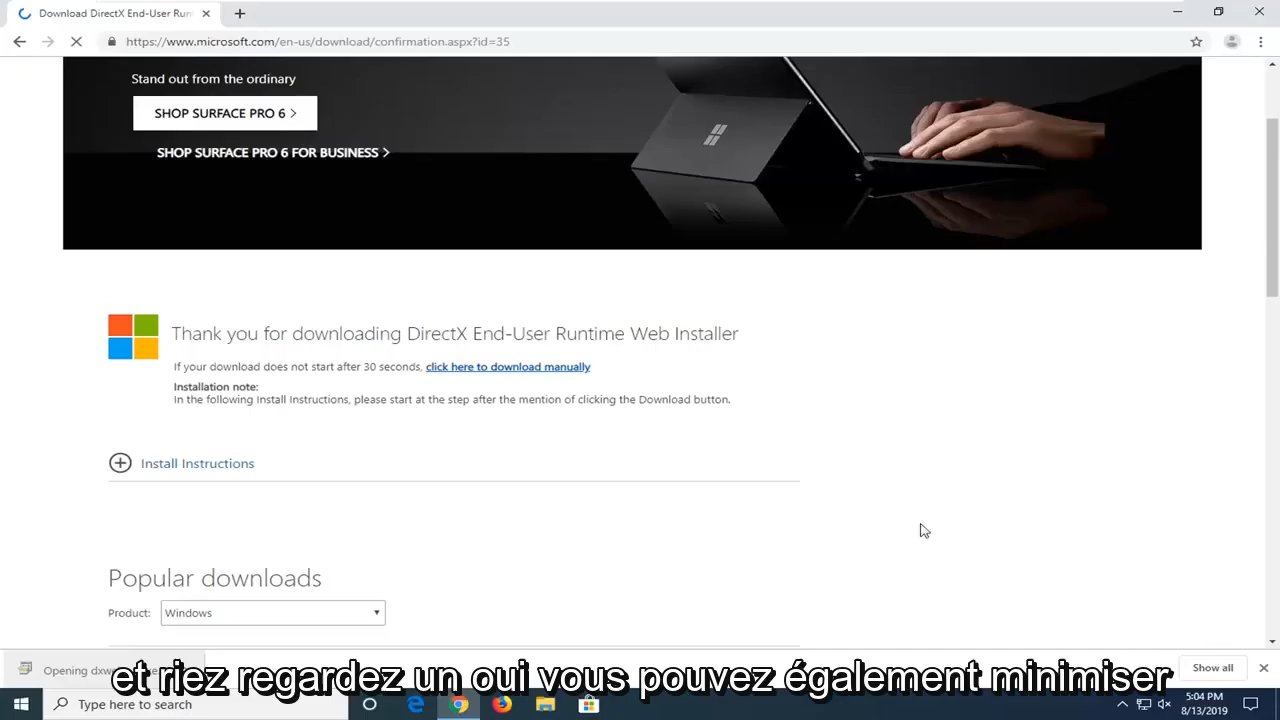 Download DirectX End-User Run
https://www.microsoft.com/en-us/download/confirmation.aspx?id=35
Stand out from the ordinary
SHOP SURFACE PRO 6 >
SHOP SURFACE PRO 6 FOR BUSINESS >
Thank you for downloading DirectX End-User Runtime Web Installer
If your download does not start after 30 seconds, click here to download manually
Installation note:
In the following Install Instructions, please start at the step after the mention of clicking the Download button.
Install Instructions
Popular downloads
Product: Windows
Opening
Show all
et riez regardez un oui vous pouvez également minimiser
Type here to search
5:04 PM
8/13/2019